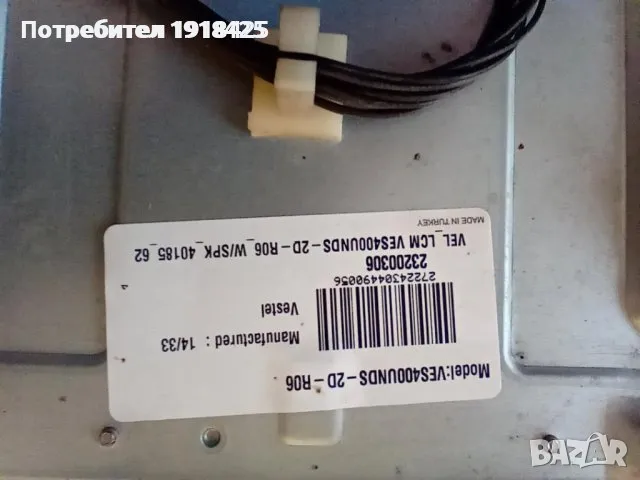 Потребител 1918425
Model:VES400UNDS-2D-R06
Manufactured : 14/33
Vestel
27224304490056
23200306
VEL_LCM VES400UNDS-2D-R06_W/SPK_40185_62
MADE IN TURKEY
bazar